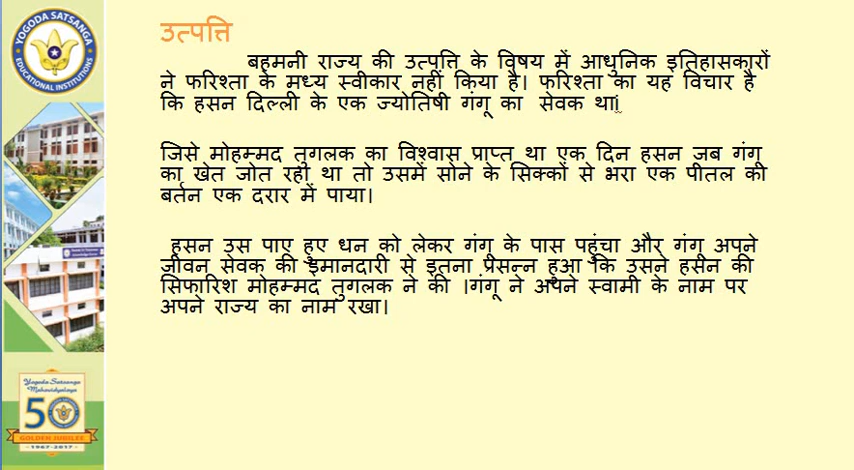 YOGODA SATSANGA
EDUCATIONAL INSTITUTIONS
उत्पत्ति
बहमनी राज्य की उत्पत्ति के विषय में आधुनिक इतिहासकारों
ने फरिश्ता के मध्य स्वीकार नहीं किया है। फरिश्ता का यह विचार है
कि हसन दिल्ली के एक ज्योतिषी गंगू का सेवक था
जिसे मोहम्मद तुगलक का विश्वास प्राप्त था एक दिन हसन जब गंगू
का खेत जोत रही था तो उसमें सोने के सिक्कों से भरा एक पीतल की
बर्तन एक दरार में पाया।
हसन उस पाए हुए धन को लेकर गंगू के पास पहुंचा और गंगू अपने
जीवन सेवक की ईमानदारी से इतना प्रसन्न हुआ कि उसने हसन की
सिफारिश मोहम्मद तुगलक ने की ।गंगू ने अपने स्वामी के नाम पर
अपने राज्य का नाम रखा।
Yogoda Satsanga
Mahavidyalaya
50
GOLDEN JUBILEE
1967-2017